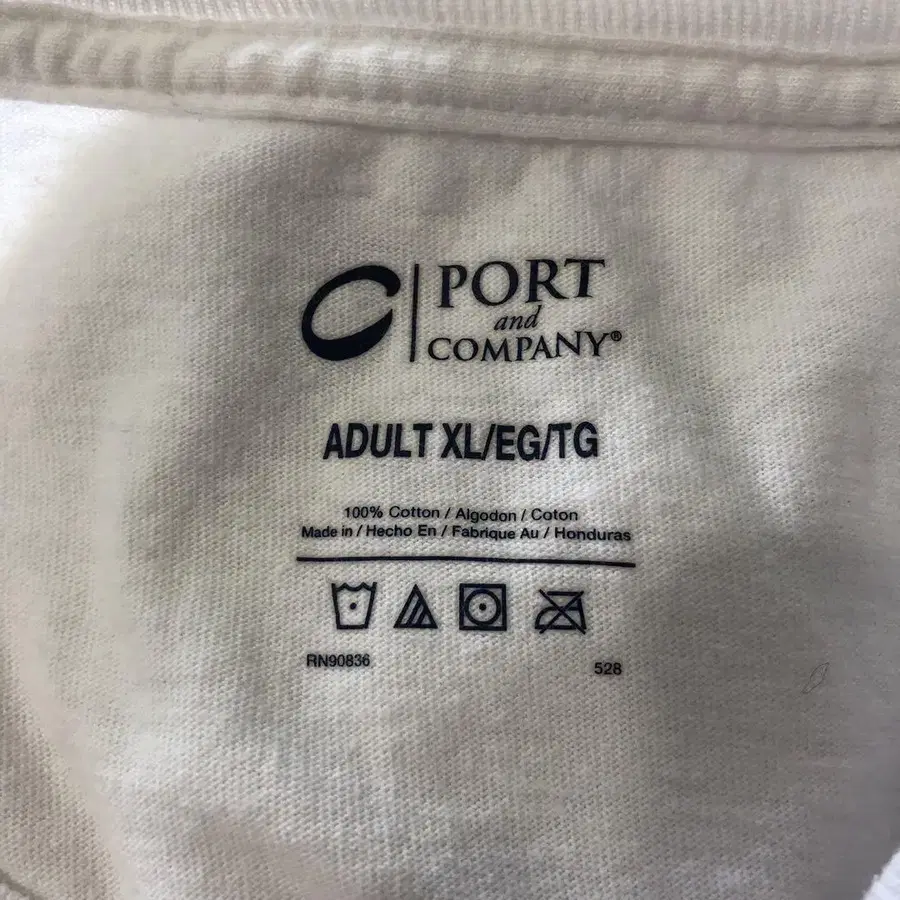 PORT
and
COMPANY®
ADULT XL/EG/TG
100% Cotton / Algodon / Coton
Made in / Hecho En / Fabrique Au / Honduras
RN90836
528